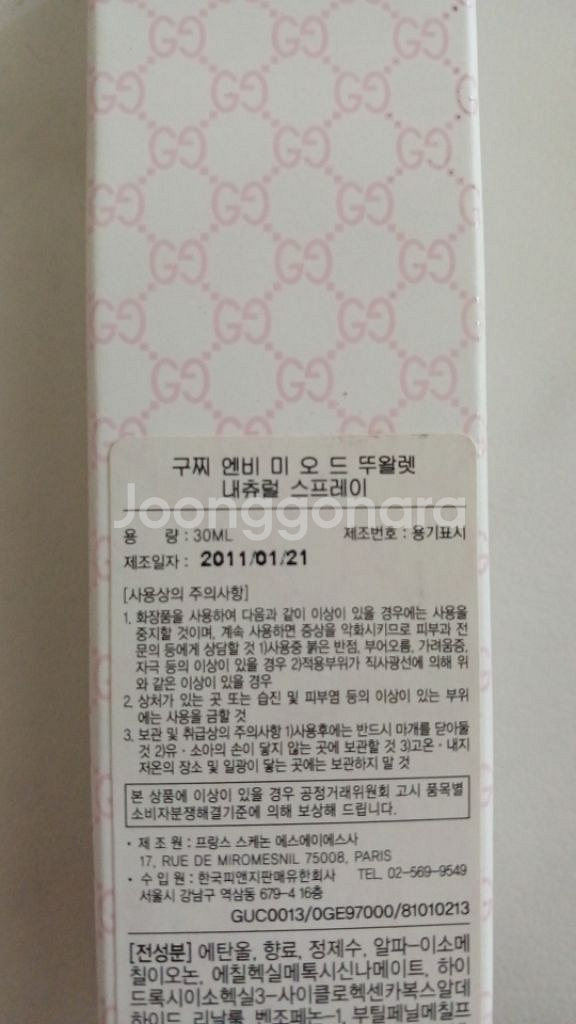 구찌 엔비 미 오 드 뚜왈렛
내츄럴 스프레이
Joonggonara
용 량 : 30ML 제조번호 : 용기표시
제조일자 : 2011/01/21
[사용상의 주의사항]
1. 화장품을 사용하여 다음과 같이 이상이 있을 경우에는 사용을
중지할 것이며, 계속 사용하면 증상을 악화시키므로 피부과 전
문의 등에게 상담할 것 1)사용중 붉은 반점, 부어오름, 가려움증,
자극 등의 이상이 있을 경우 2)적용부위가 직사광선에 의해 위
와 같은 이상이 있을 경우
2. 상처가 있는 곳 또는 습진 및 피부염 등의 이상이 있는 부위
에는 사용을 금할 것
3. 보관 및 취급상의 주의사항 1)사용후에는 반드시 마개를 닫아둘
것 2)유·소아의 손이 닿지 않는 곳에 보관할 것 3)고온·내지
저온의 장소 및 일광이 닿는 곳에는 보관하지 말 것
본 상품에 이상이 있을 경우 공정거래위원회 고시 품목별
소비자분쟁해결기준에 의해 보상해 드립니다.
· 제 조 원 : 프랑스 스케논 에스에이에스사
17, RUE DE MIROMESNIL 75008, PARIS
· 수 입 원 : 한국피앤지판매유한회사 TEL. 02-569-9549
서울시 강남구 역삼동 679-4 16층
GUC0013/0GE97000/81010213
[전성분] 에탄올, 향료, 정제수, 알파-이소메
칠이오논, 에칠헥실메톡시신나메이트, 하이
드록시이소헥실3-사이클로헥센카복스알데
하이드, 리날룰, 벤조페논-1, 부틸페닐메칠프